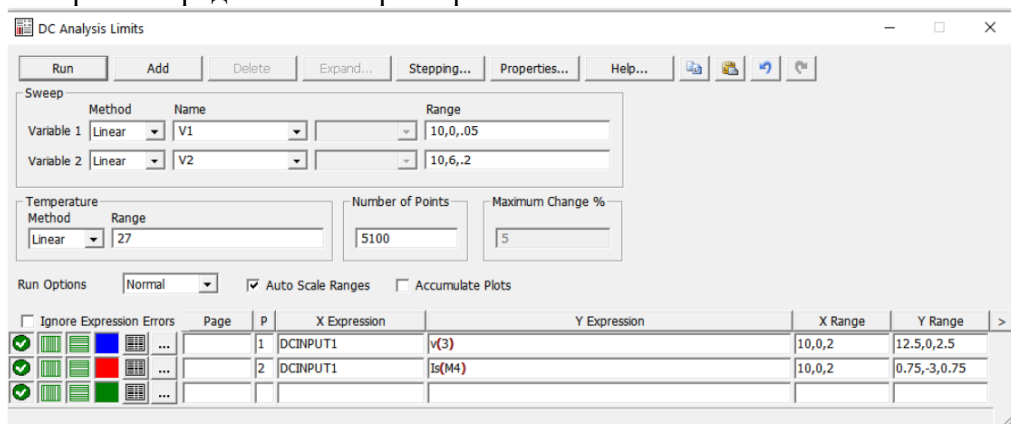 DC Analysis Limits
Run Add Delete Expand... Stepping... Properties... Help...
Sweep
Method Name Range
Variable 1 Linear V1 10,0,.05
Variable 2 Linear V2 10,6,.2
Temperature Number of Points Maximum Change %
Method Range
Linear 27 5100 5
Run Options Normal Auto Scale Ranges Accumulate Plots
Ignore Expression Errors Page P X Expression Y Expression X Range Y Range >
... 1 DCINPUT1 v(3) 10,0,2 12.5,0,2.5
... 2 DCINPUT1 Is(M4) 10,0,2 0.75,-3,0.75
...